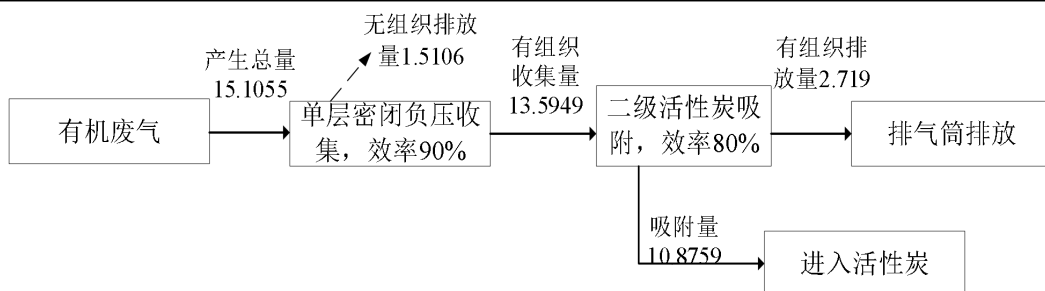 有机废气
产生总量
15.1055
无组织排放
量1.5106
单层密闭负压收
集，效率90%
有组织
收集量
13.5949
二级活性炭吸
附，效率80%
有组织排
放量2.719
排气筒排放
吸附量
10.8759
进入活性炭